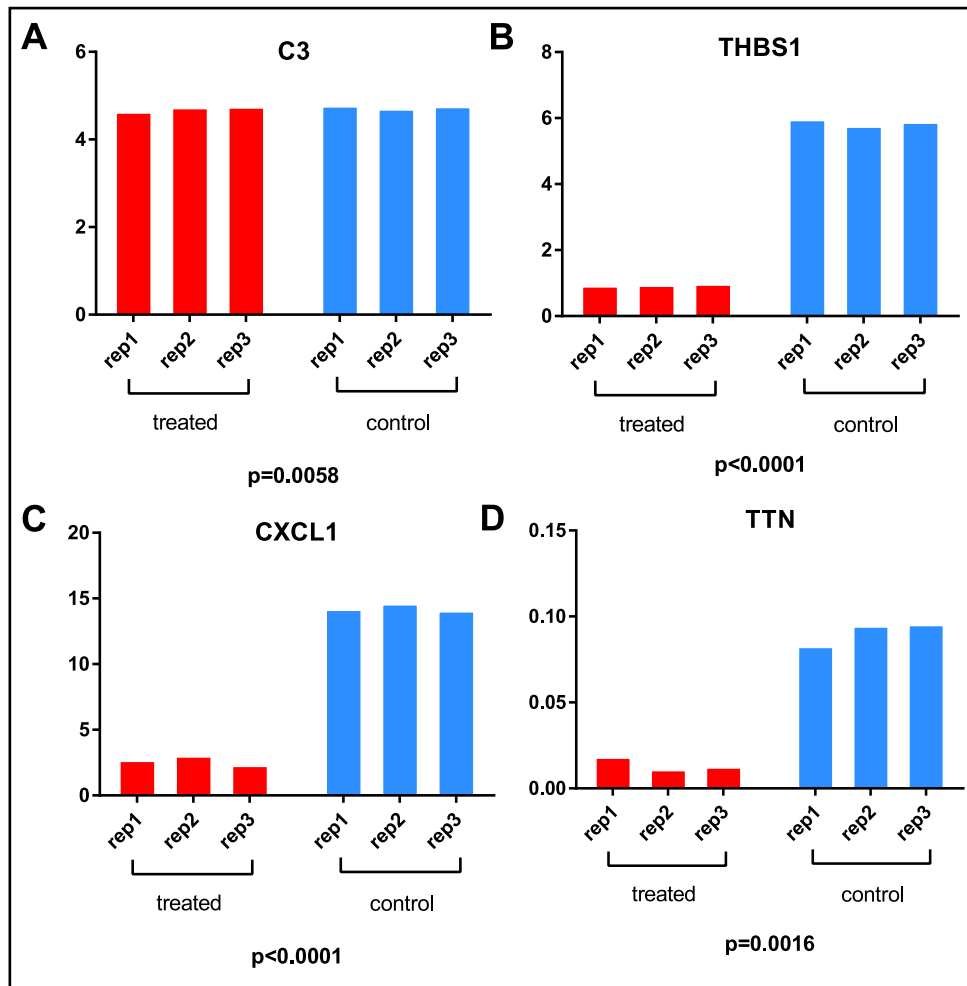 A
C3
6
4
2
0
rep1 rep2 rep3 rep1 rep2 rep3
treated control
p=0.0058
B
THBS1
8
6
4
2
0
rep1 rep2 rep3 rep1 rep2 rep3
treated control
p<0.0001
C
CXCL1
20
15
10
5
0
rep1 rep2 rep3 rep1 rep2 rep3
treated control
p<0.0001
D
TTN
0.15
0.10
0.05
0.00
rep1 rep2 rep3 rep1 rep2 rep3
treated control
p=0.0016